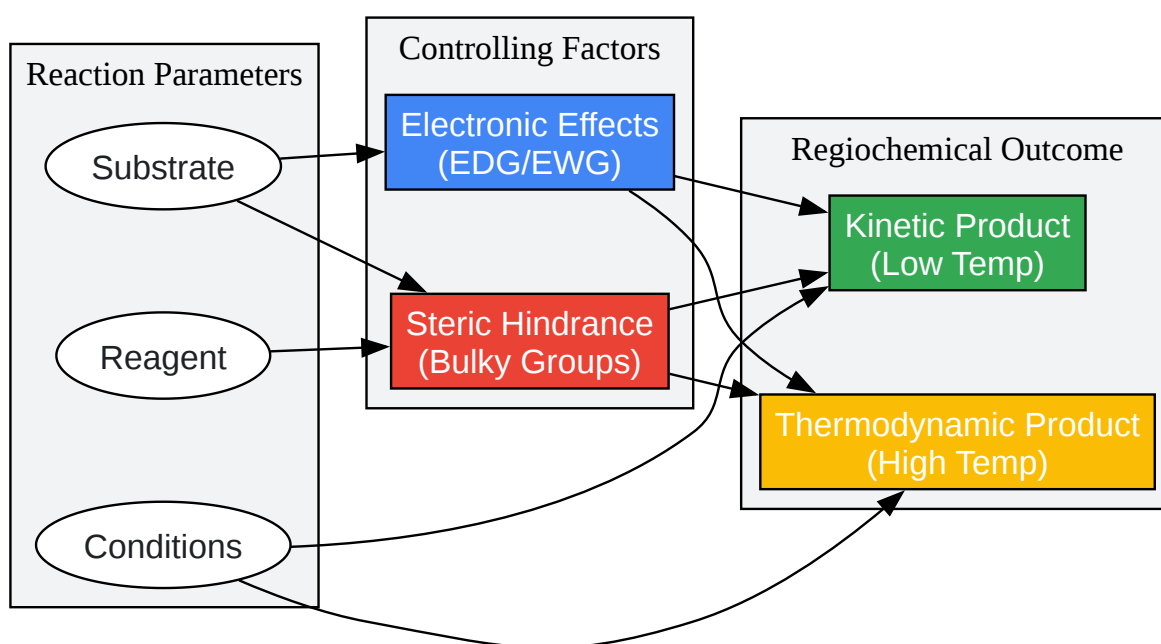 Reaction Parameters
Substrate
Reagent
Conditions
Controlling Factors
Electronic Effects
(EDG/EWG)
Steric Hindrance
(Bulky Groups)
Regiochemical Outcome
Kinetic Product
(Low Temp)
Thermodynamic Product
(High Temp)